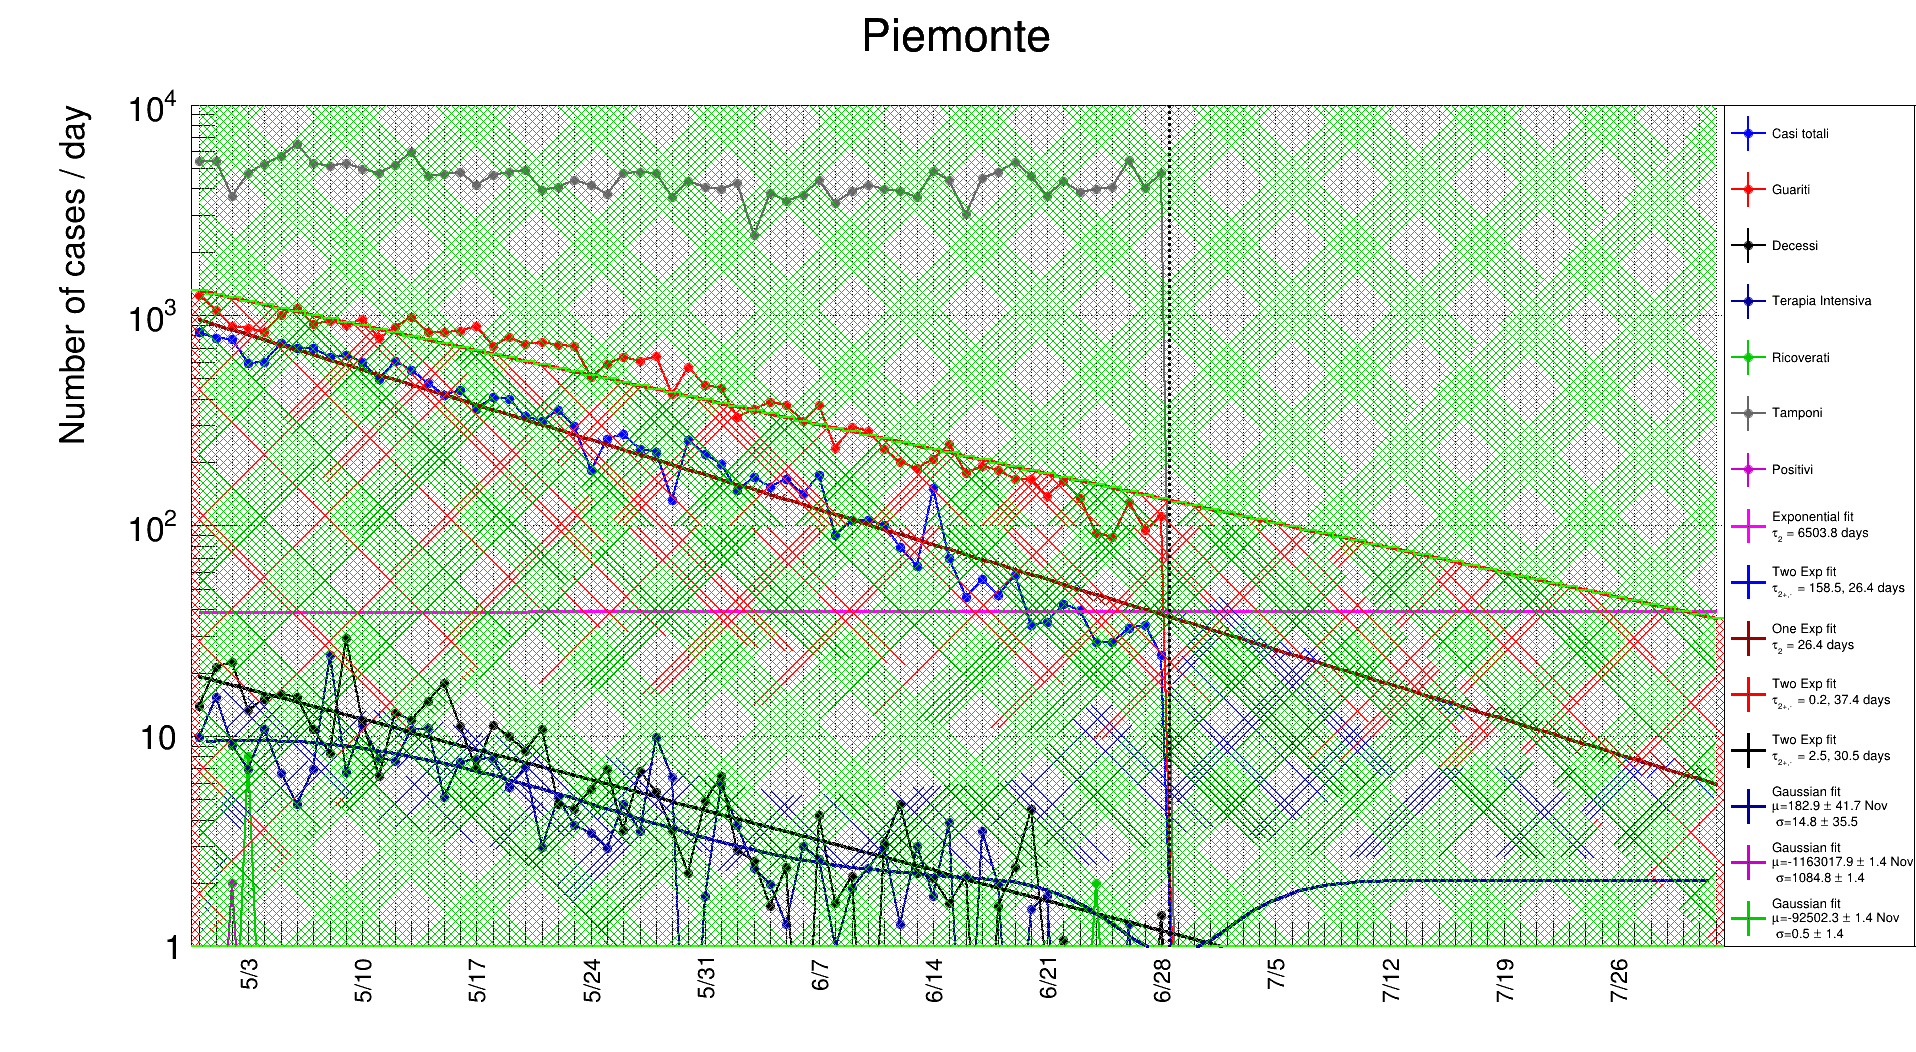 Piemonte
Number of cases / day
10^4
10^3
10^2
10
1
5/3
5/10
5/17
5/24
5/31
6/7
6/14
6/21
6/28
7/5
7/12
7/19
7/26
Casi totali
Guariti
Decessi
Terapia Intensiva
Ricoverati
Tamponi
Positivi
Exponential fit
τ2 = 6503.8 days
Two Exp fit
τ2+,- = 158.5, 26.4 days
One Exp fit
τ2 = 26.4 days
Two Exp fit
τ2+,- = 0.2, 37.4 days
Two Exp fit
τ2+,- = 2.5, 30.5 days
Gaussian fit
μ=182.9 ± 41.7 Nov
σ=14.8 ± 35.5
Gaussian fit
μ=-1163017.9 ± 1.4 Nov
σ=1084.8 ± 1.4
Gaussian fit
μ=-92502.3 ± 1.4 Nov
σ=0.5 ± 1.4